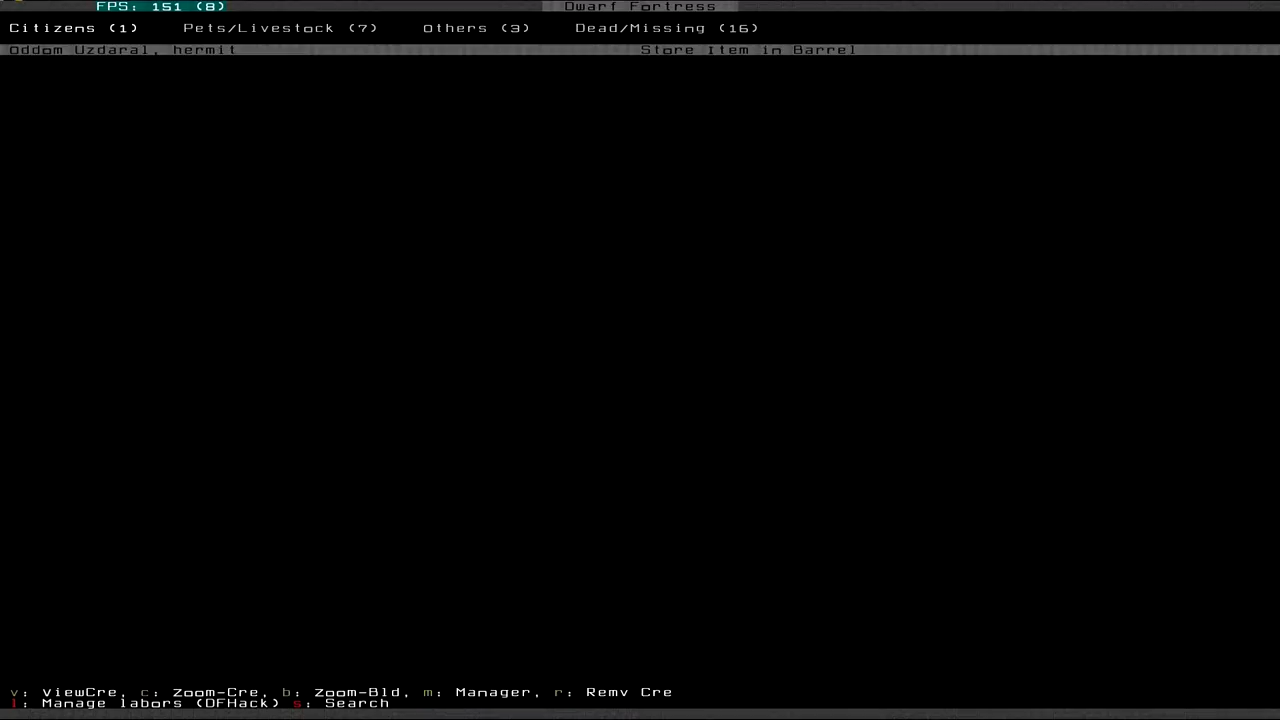 FPS: 151 (8) Dwarf Fortress
Citizens (1) Pets/Livestock (7) Others (3) Dead/Missing (16)
Oddom Uzdaral, hermit Store Item in Barrel
v: ViewCre, c: Zoom-Cre, b: Zoom-Bld, m: Manager, r: Remv Cre
l: Manage labors (DFHack) s: Search